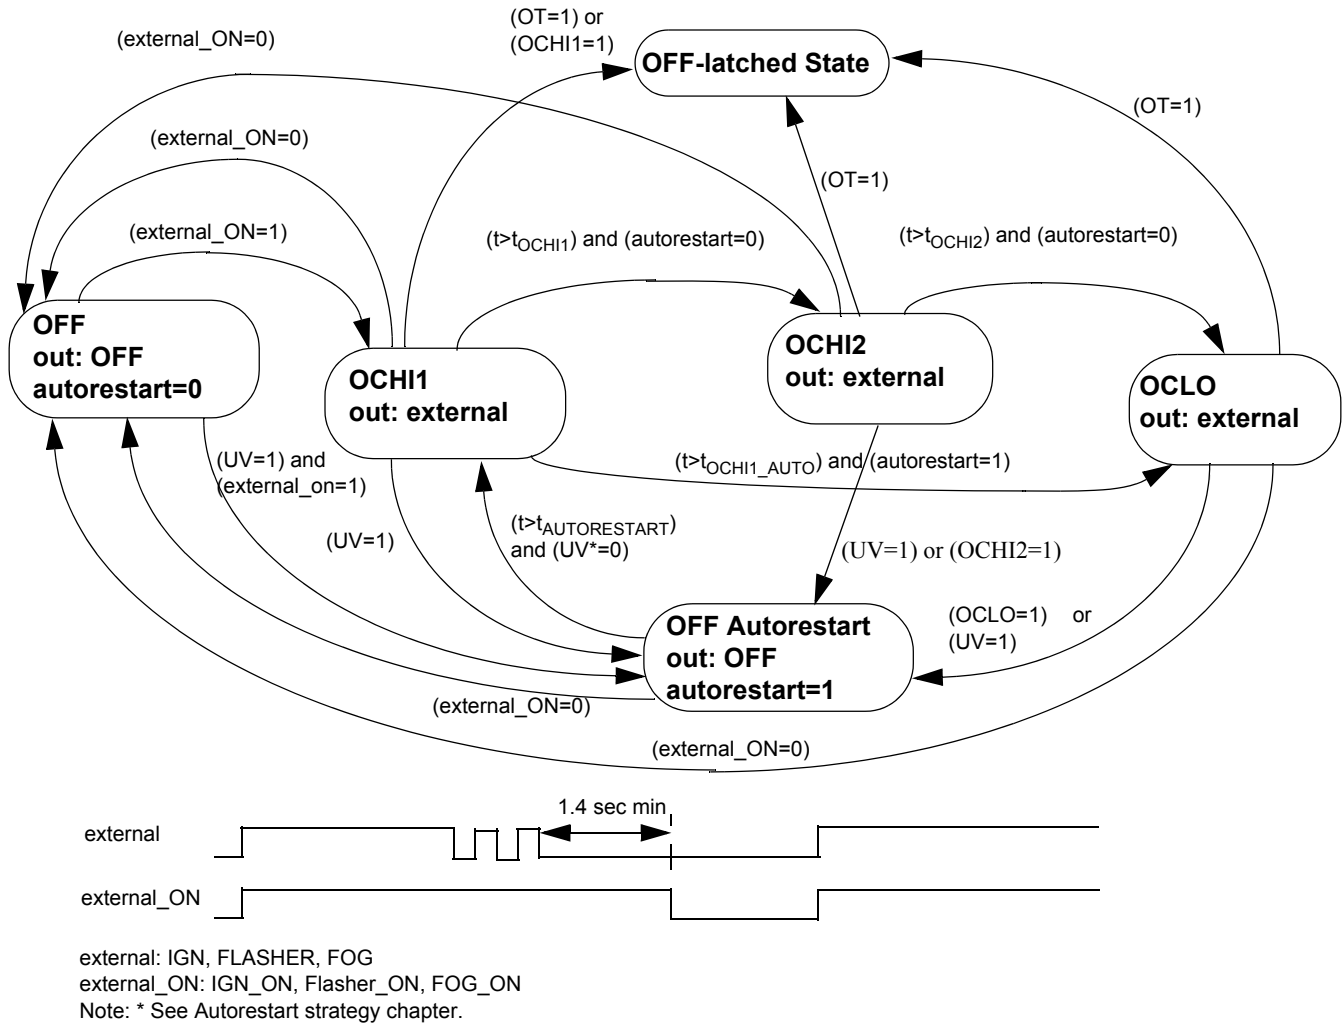 (external_ON=0)
(OT=1) or
(OCHI1=1)
OFF-latched State
(OT=1)
(external_ON=0)
(OT=1)
(external_ON=1)
(t>tOCHI1) and (autorestart=0)
(t>tOCHI2) and (autorestart=0)
OFF
out: OFF
autorestart=0
OCHI1
out: external
OCHI2
out: external
OCLO
out: external
(UV=1) and
(external_on=1)
(t>tOCHI1_AUTO) and (autorestart=1)
(UV=1)
(t>tAUTORESTART)
and (UV*=0)
(UV=1) or (OCHI2=1)
OFF Autorestart
out: OFF
autorestart=1
(OCLO=1) or
(UV=1)
(external_ON=0)
(external_ON=0)
1.4 sec min
external
external_ON
external: IGN, FLASHER, FOG
external_ON: IGN_ON, Flasher_ON, FOG_ON
Note: * See Autorestart strategy chapter.